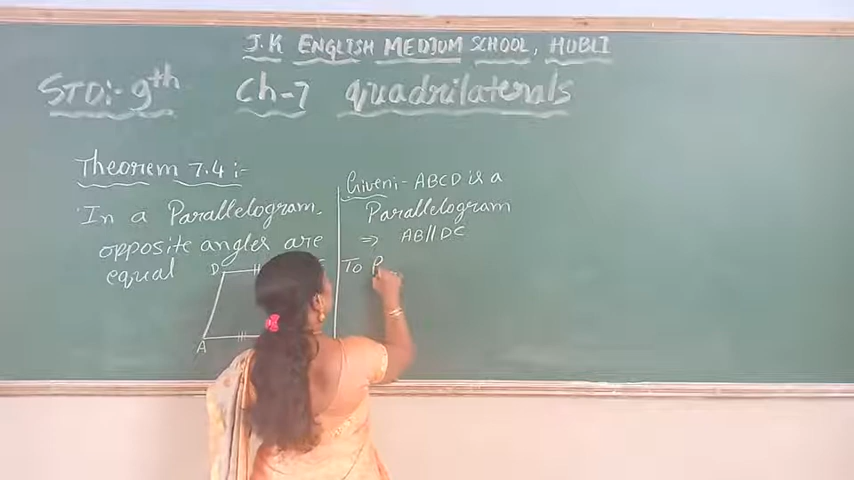 J.K ENGLISH MEDIUM SCHOOL, HUBLI
STD:- 9th Ch-7 quadrilaterals
Theorem 7.4:-
In a Parallelogram
opposite angles are
equal
D
A
Given:- ABCD is a
Parallelogram
⇒ AB||DC
To P